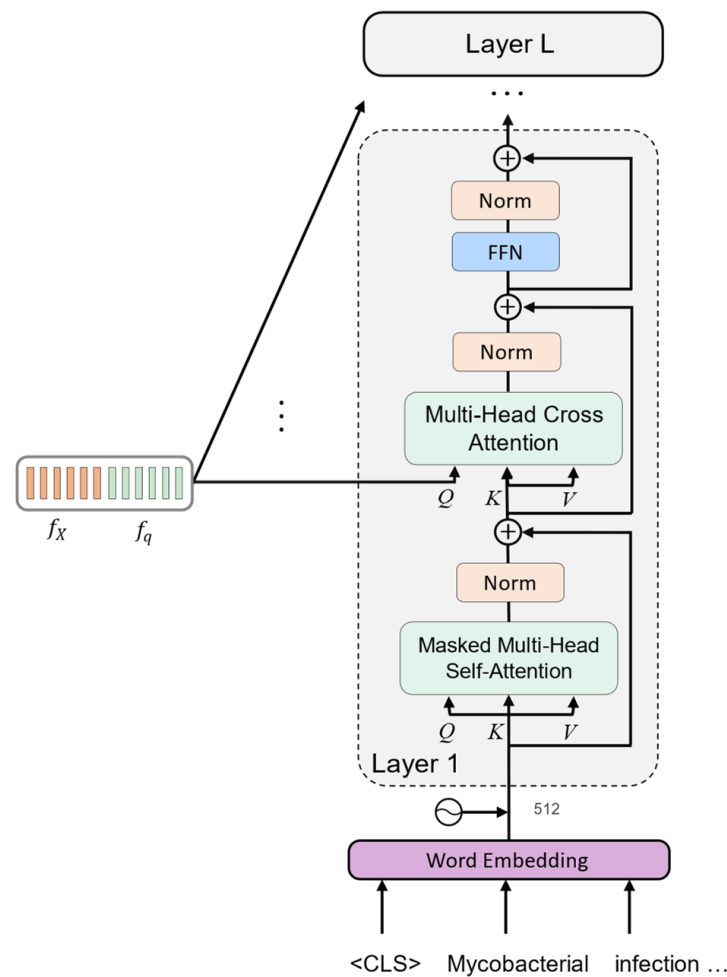 Layer L
...
Norm
FFN
Norm
Multi-Head Cross
Attention
Q K V
f_X f_q
Norm
Masked Multi-Head
Self-Attention
Q K V
Layer 1
512
Word Embedding
<CLS> Mycobacterial infection ...